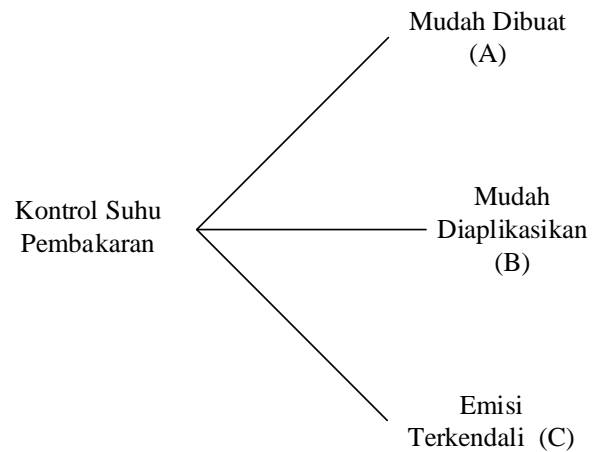 Mudah Dibuat
(A)
Kontrol Suhu
Pembakaran
Mudah
Diaplikasikan
(B)
Emisi
Terkendali (C)